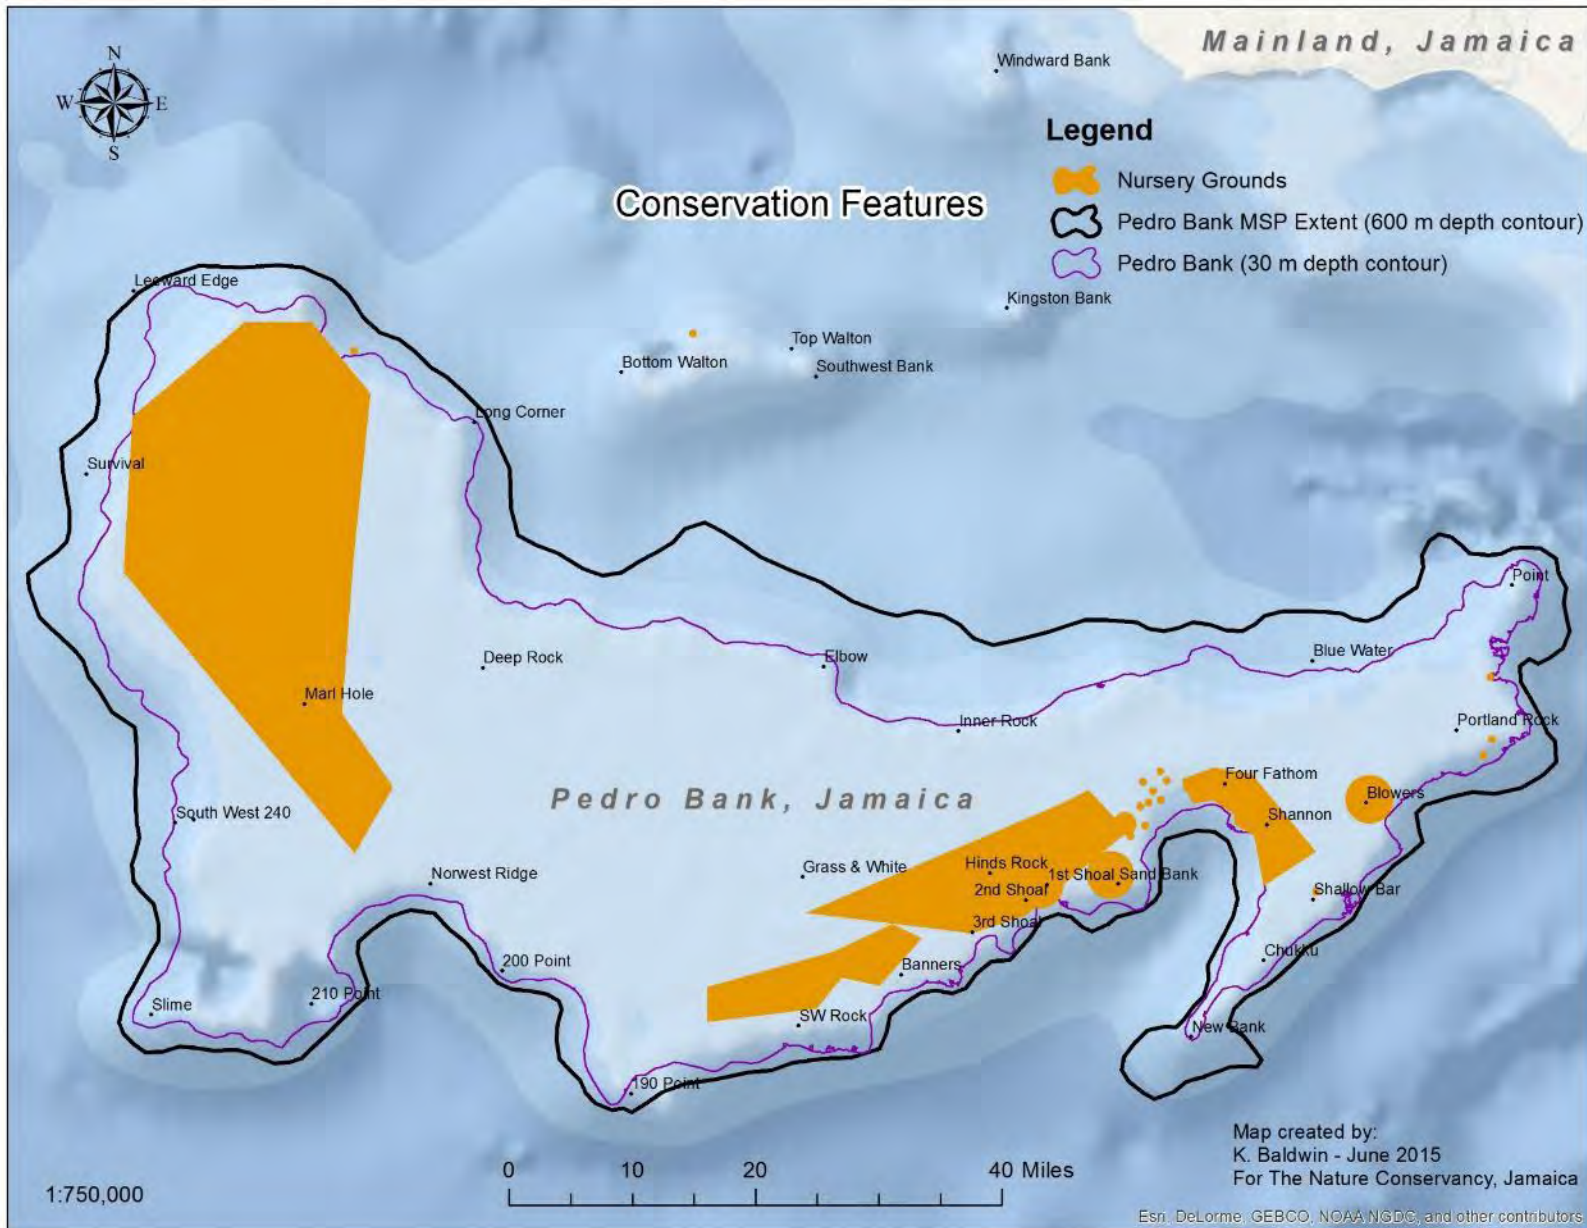 Mainland, Jamaica
N
W E
S
Windward Bank
Legend
Nursery Grounds
Pedro Bank MSP Extent (600 m depth contour)
Pedro Bank (30 m depth contour)
Conservation Features
Leeward Edge
Kingston Bank
Top Walton
Bottom Walton
Southwest Bank
Long Corner
Survival
Point
Deep Rock
Elbow
Blue Water
Marl Hole
Inner Rock
Portland Rock
Pedro Bank, Jamaica
Four Fathom
Blowers
South West 240
Shannon
Norwest Ridge
Grass & White
Hinds Rock
1st Shoal
Sand Bank
2nd Shoal
Shallow Bar
3rd Shoal
200 Point
Banners
Chukku
Slime
210 Point
SW Rock
New Bank
190 Point
Map created by:
K. Baldwin - June 2015
For The Nature Conservancy, Jamaica
0 10 20 40 Miles
1:750,000
Esri, DeLorme, GEBCO, NOAA NGDC, and other contributors